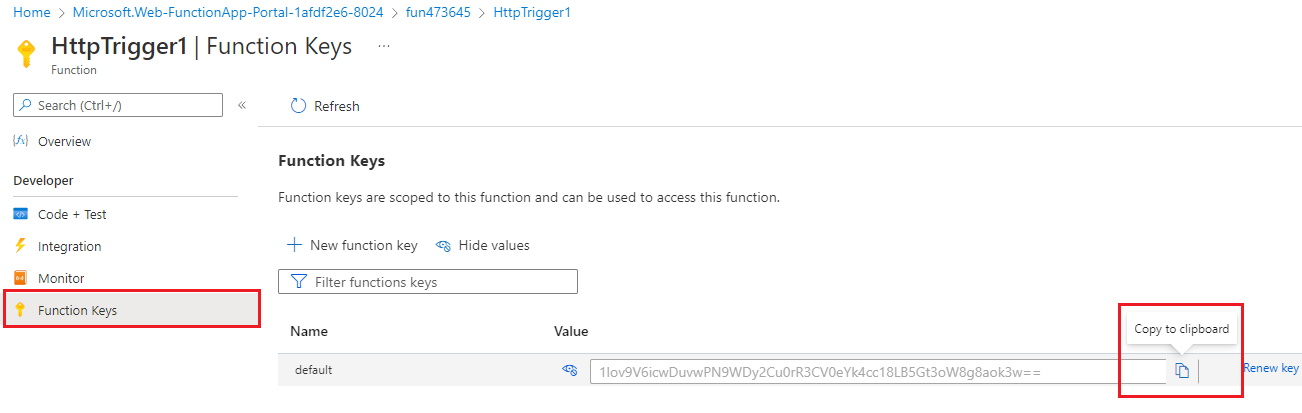 Home > Microsoft.Web-FunctionApp-Portal-1afdf2e6-8024 > fun473645 > HttpTrigger1
HttpTrigger1 | Function Keys ...
Function
Search (Ctrl+/) «
Refresh
Overview
Function Keys
Developer
Function keys are scoped to this function and can be used to access this function.
Code + Test
Integration
New function key Hide values
Monitor
Filter functions keys
Function Keys
Name Value
Copy to clipboard
default 1Iov9V6icwDuvwPN9WDy2Cu0rR3CV0eYk4cc18LB5Gt3oW8g8aok3w== Renew key